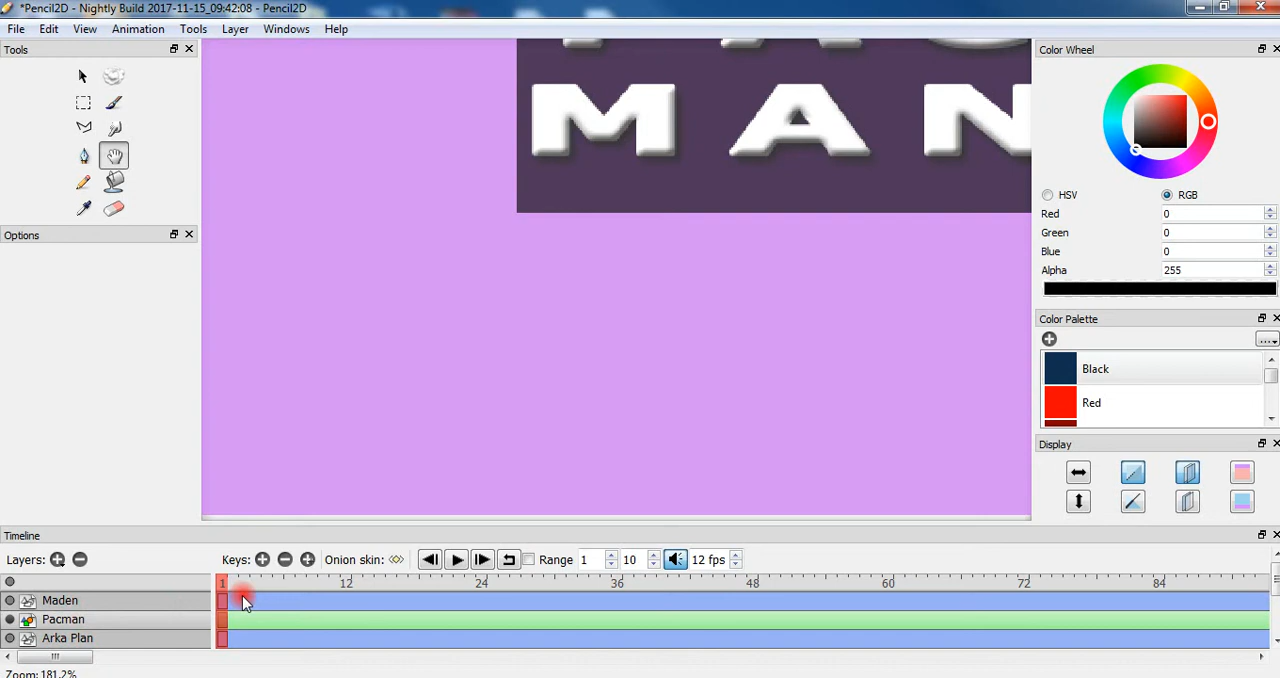 *Pencil2D - Nightly Build 2017-11-15_09:42:08 - Pencil2D
File Edit View Animation Tools Layer Windows Help
Tools
Color Wheel
MAN
HSV RGB
Red 0
Green 0
Blue 0
Alpha 255
Options
Color Palette
Black
Red
Display
Timeline
Layers: Keys: Onion skin: Range 1 10 12 fps
1 12 24 36 48 60 72 84
Maden
Pacman
Arka Plan
Zoom: 181.2%